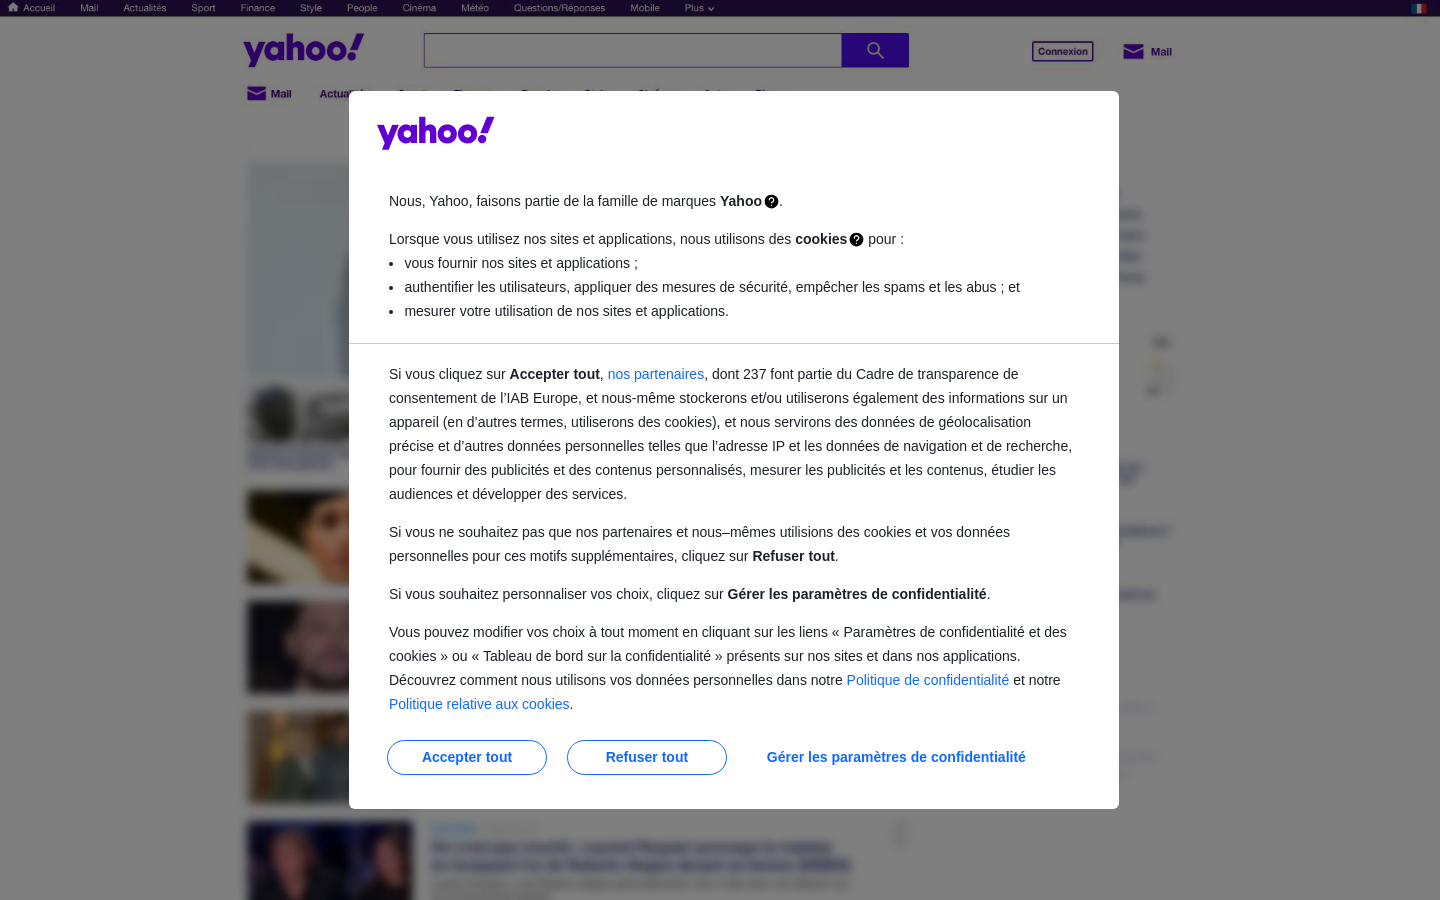 Accueil Mail Actualités Sport Finance Style People Cinéma Météo Questions/Réponses Mobile Plus
yahoo!
Connexion
Mail
Mail
yahoo!
Nous, Yahoo, faisons partie de la famille de marques Yahoo ? .
Lorsque vous utilisez nos sites et applications, nous utilisons des cookies ? pour :
• vous fournir nos sites et applications ;
• authentifier les utilisateurs, appliquer des mesures de sécurité, empêcher les spams et les abus ; et
• mesurer votre utilisation de nos sites et applications.
Si vous cliquez sur Accepter tout, nos partenaires, dont 237 font partie du Cadre de transparence de
consentement de l’IAB Europe, et nous-même stockerons et/ou utiliserons également des informations sur un
appareil (en d’autres termes, utiliserons des cookies), et nous servirons des données de géolocalisation
précise et d’autres données personnelles telles que l’adresse IP et les données de navigation et de recherche,
pour fournir des publicités et des contenus personnalisés, mesurer les publicités et les contenus, étudier les
audiences et développer des services.
Si vous ne souhaitez pas que nos partenaires et nous–mêmes utilisions des cookies et vos données
personnelles pour ces motifs supplémentaires, cliquez sur Refuser tout.
Si vous souhaitez personnaliser vos choix, cliquez sur Gérer les paramètres de confidentialité.
Vous pouvez modifier vos choix à tout moment en cliquant sur les liens « Paramètres de confidentialité et des
cookies » ou « Tableau de bord sur la confidentialité » présents sur nos sites et dans nos applications.
Découvrez comment nous utilisons vos données personnelles dans notre Politique de confidentialité et notre
Politique relative aux cookies.
Accepter tout Refuser tout Gérer les paramètres de confidentialité